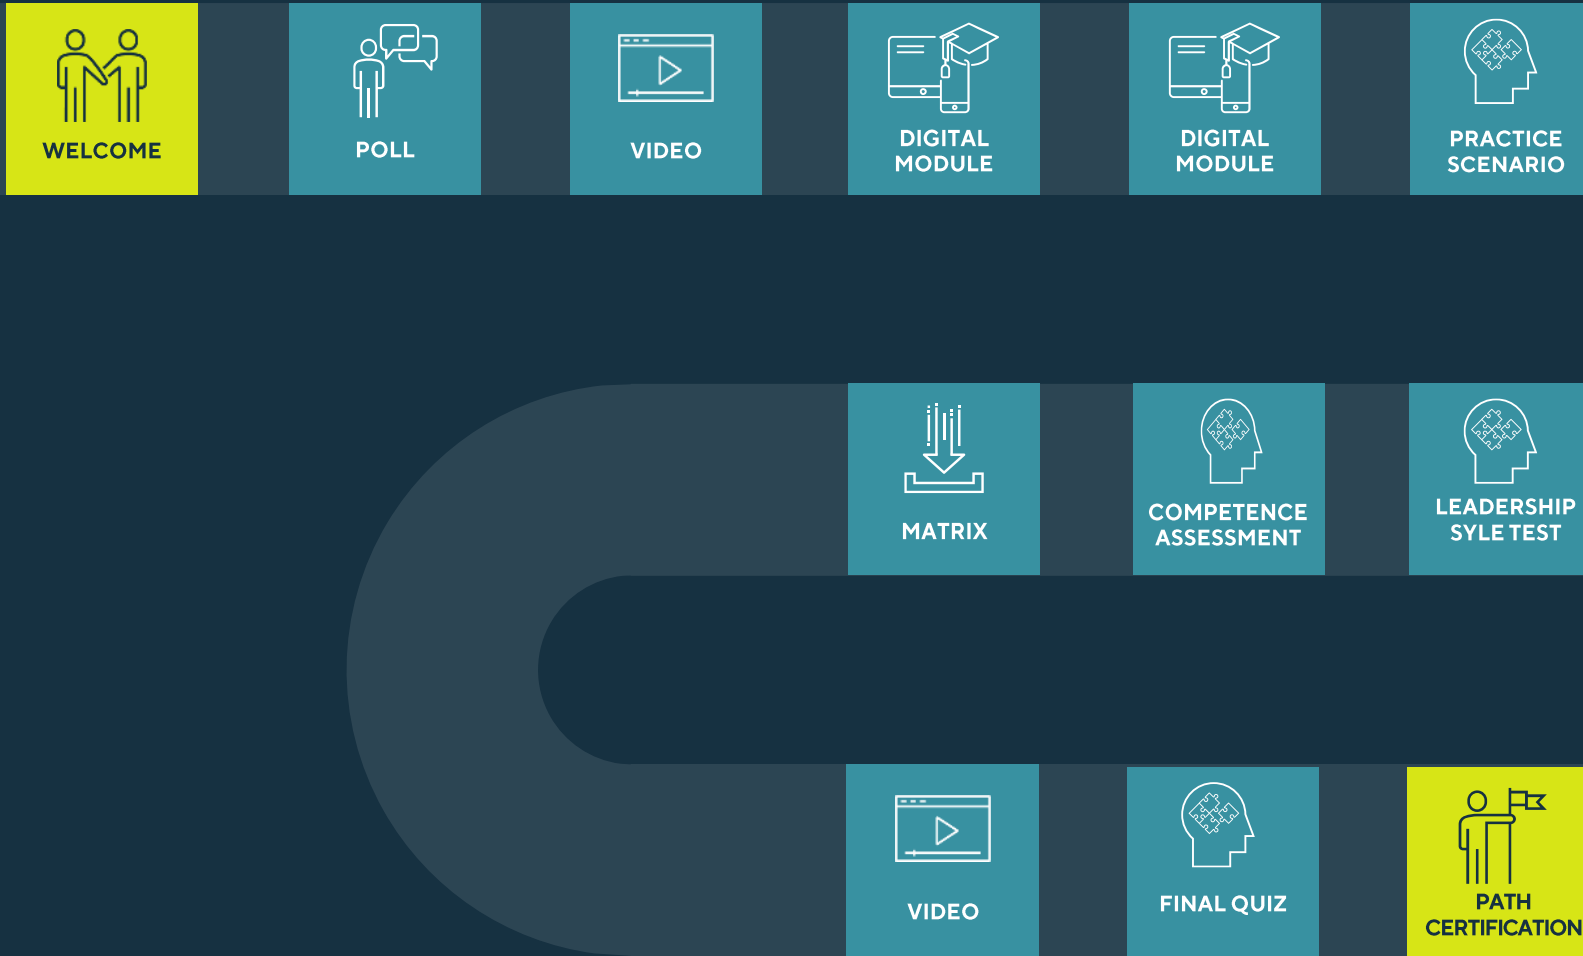 WELCOME
POLL
VIDEO
DIGITAL
MODULE
DIGITAL
MODULE
PRACTICE
SCENARIO
MATRIX
COMPETENCE
ASSESSMENT
LEADERSHIP
SYLE TEST
VIDEO
FINAL QUIZ
PATH
CERTIFICATION